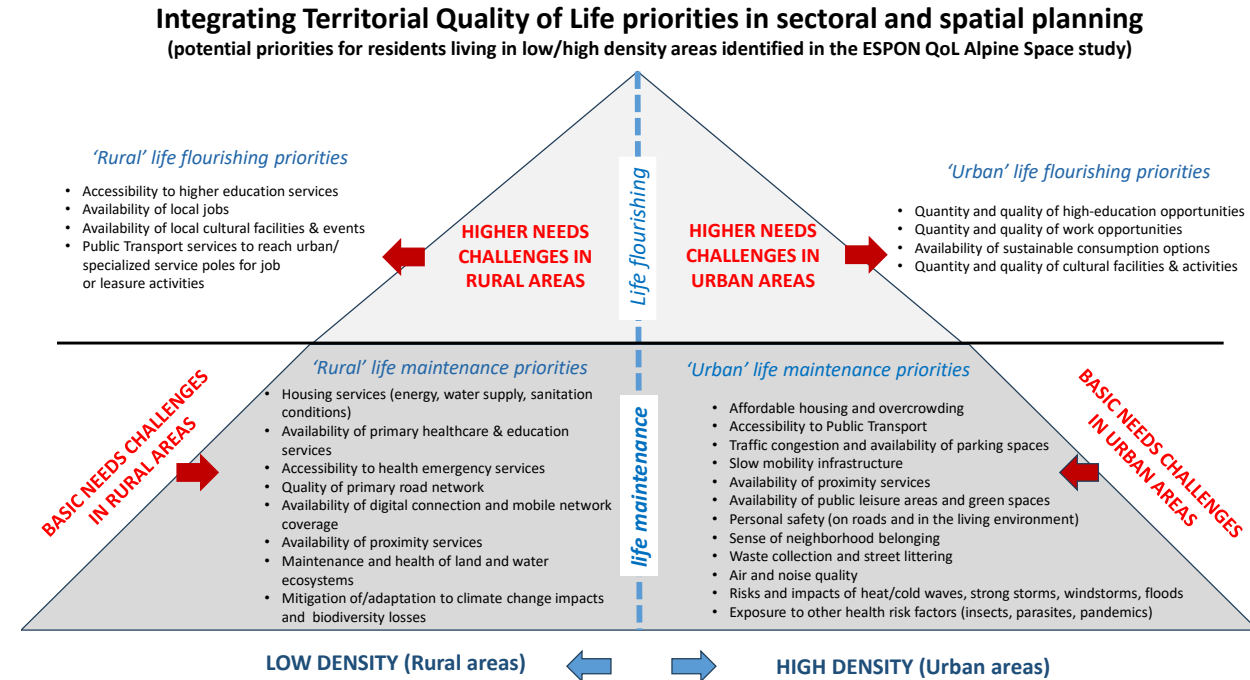 Integrating Territorial Quality of Life priorities in sectoral and spatial planning
(potential priorities for residents living in low/high density areas identified in the ESPON QoL Alpine Space study)
‘Rural’ life flourishing priorities
• Accessibility to higher education services
• Availability of local jobs
• Availability of local cultural facilities & events
• Public Transport services to reach urban/
specialized service poles for job
or leasure activities
HIGHER NEEDS
CHALLENGES IN
RURAL AREAS
Life flourishing
HIGHER NEEDS
CHALLENGES IN
URBAN AREAS
‘Urban’ life flourishing priorities
• Quantity and quality of high-education opportunities
• Quantity and quality of work opportunities
• Availability of sustainable consumption options
• Quantity and quality of cultural facilities & activities
BASIC NEEDS CHALLENGES
IN RURAL AREAS
‘Rural’ life maintenance priorities
• Housing services (energy, water supply, sanitation
conditions)
• Availability of primary healthcare & education
services
• Accessibility to health emergency services
• Quality of primary road network
• Availability of digital connection and mobile network
coverage
• Availability of proximity services
• Maintenance and health of land and water
ecosystems
• Mitigation of/adaptation to climate change impacts
and biodiversity losses
life maintenance
‘Urban’ life maintenance priorities
• Affordable housing and overcrowding
• Accessibility to Public Transport
• Traffic congestion and availability of parking spaces
• Slow mobility infrastructure
• Availability of proximity services
• Availability of public leisure areas and green spaces
• Personal safety (on roads and in the living environment)
• Sense of neighborhood belonging
• Waste collection and street littering
• Air and noise quality
• Risks and impacts of heat/cold waves, strong storms, windstorms, floods
• Exposure to other health risk factors (insects, parasites, pandemics)
BASIC NEEDS CHALLENGES
IN URBAN AREAS
LOW DENSITY (Rural areas)
HIGH DENSITY (Urban areas)